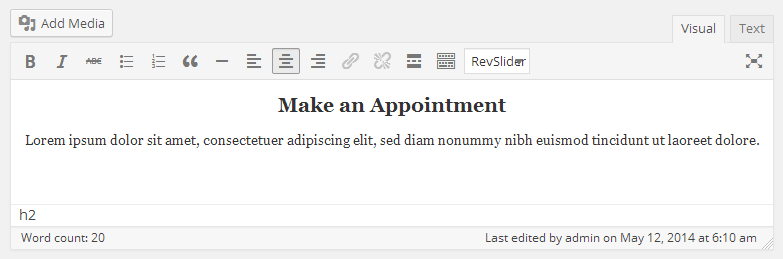 Add Media
Visual Text
B I ABC RevSlider
Make an Appointment
Lorem ipsum dolor sit amet, consectetuer adipiscing elit, sed diam nonummy nibh euismod tincidunt ut laoreet dolore.
h2
Word count: 20 Last edited by admin on May 12, 2014 at 6:10 am